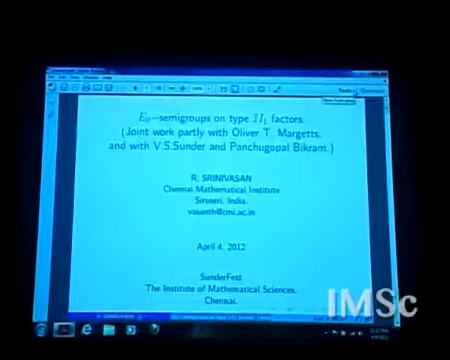 E₀−semigroups on type II₁ factors.
(Joint work partly with Oliver T. Margetts,
and with V.S.Sunder and Panchugopal Bikram.)
R. SRINIVASAN
Chennai Mathematical Institute
Siruseri, India.
vasanth@cmi.ac.in
April 4, 2012
SunderFest
The Institute of Mathematical Sciences,
Chennai.
IMSc